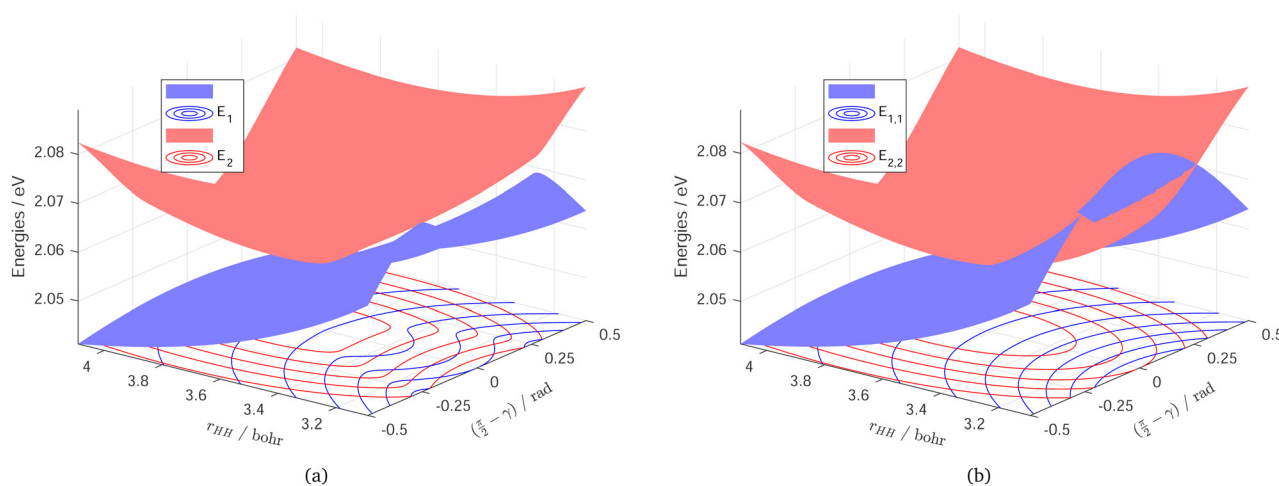 E1
E2
Energies / eV
2.08
2.07
2.06
2.05
4
3.8
3.6
3.4
3.2
rHH / bohr
-0.5
-0.25
0
0.25
0.5
(π/2 − γ) / rad
(a)
E1,1
E2,2
Energies / eV
2.08
2.07
2.06
2.05
4
3.8
3.6
3.4
3.2
rHH / bohr
-0.5
-0.25
0
0.25
0.5
(π/2 − γ) / rad
(b)